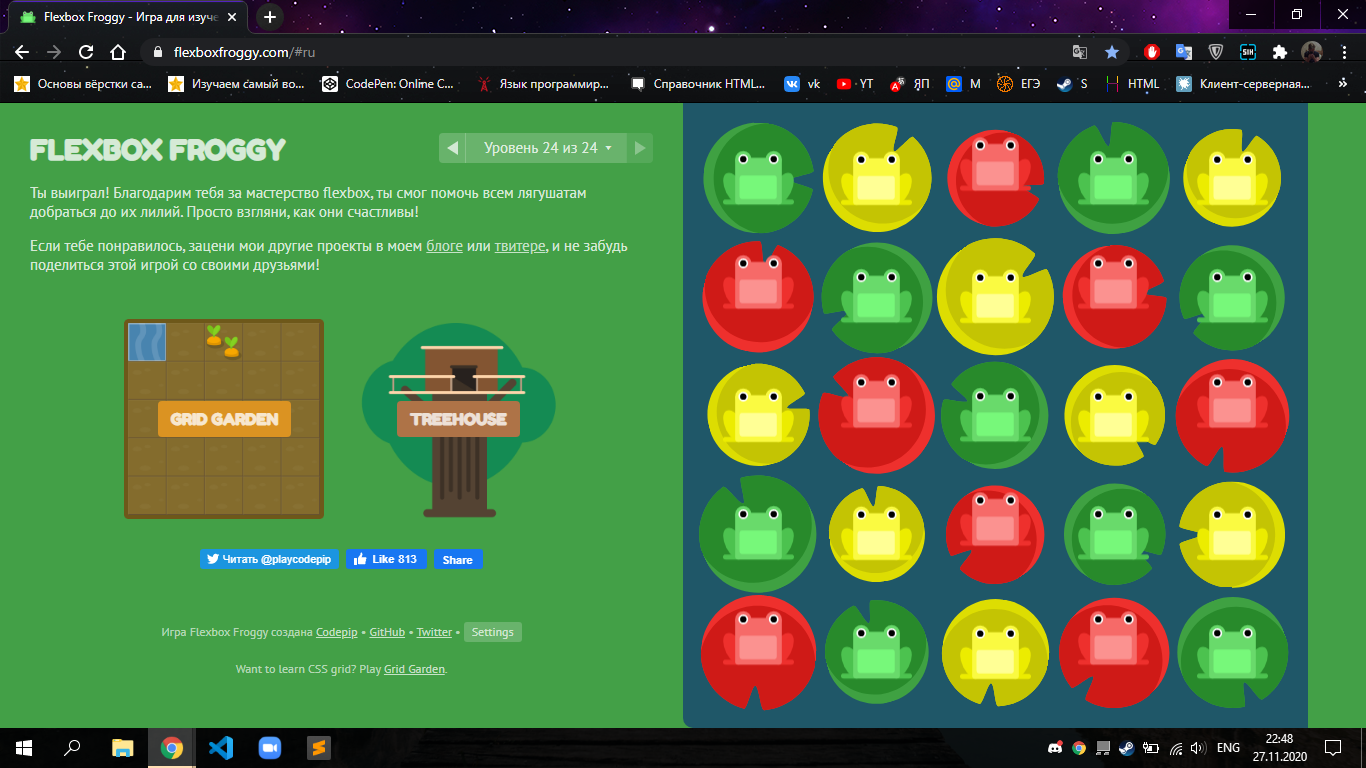 Flexbox Froggy - Игра для изуче
flexboxfroggy.com/#ru
Основы вёрстки са...
Изучаем самый во...
CodePen: Online C...
Язык программир...
Справочник HTML...
vk
YT
ЯП
М
ЕГЭ
S
HTML
Клиент-серверная...
»
FLEXBOX FROGGY
Уровень 24 из 24
Ты выиграл! Благодарим тебя за мастерство flexbox, ты смог помочь всем лягушатам
добраться до их лилий. Просто взгляни, как они счастливы!
Если тебе понравилось, зацени мои другие проекты в моем блоге или твитере, и не забудь
поделиться этой игрой со своими друзьями!
GRID GARDEN
TREEHOUSE
Читать @playcodepip
Like 813
Share
Игра Flexbox Froggy создана Codepip • GitHub • Twitter • Settings
Want to learn CSS grid? Play Grid Garden.
ENG
22:48
27.11.2020